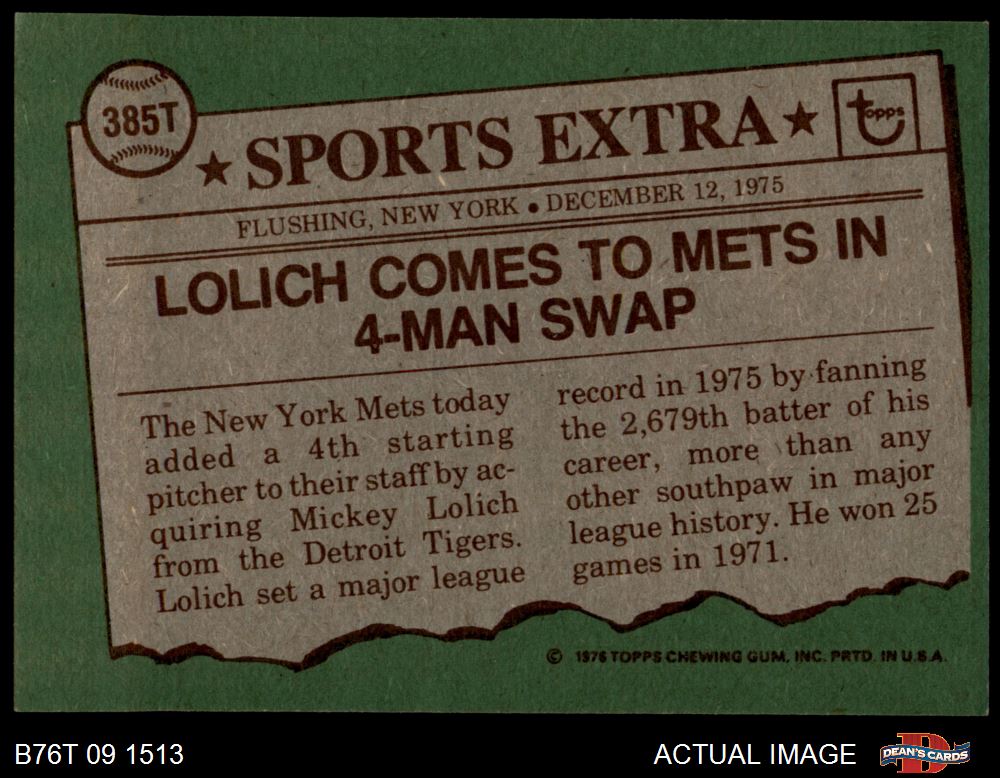 385T
★ SPORTS EXTRA ★
Topps
FLUSHING, NEW YORK • DECEMBER 12, 1975
LOLICH COMES TO METS IN
4-MAN SWAP
The New York Mets today
added a 4th starting
pitcher to their staff by ac-
quiring Mickey Lolich
from the Detroit Tigers.
Lolich set a major league
record in 1975 by fanning
the 2,679th batter of his
career, more than any
other southpaw in major
league history. He won 25
games in 1971.
© 1976 TOPPS CHEWING GUM, INC. PRTD. IN U.S.A.
B76T 09 1513
ACTUAL IMAGE
DEAN'S CARDS